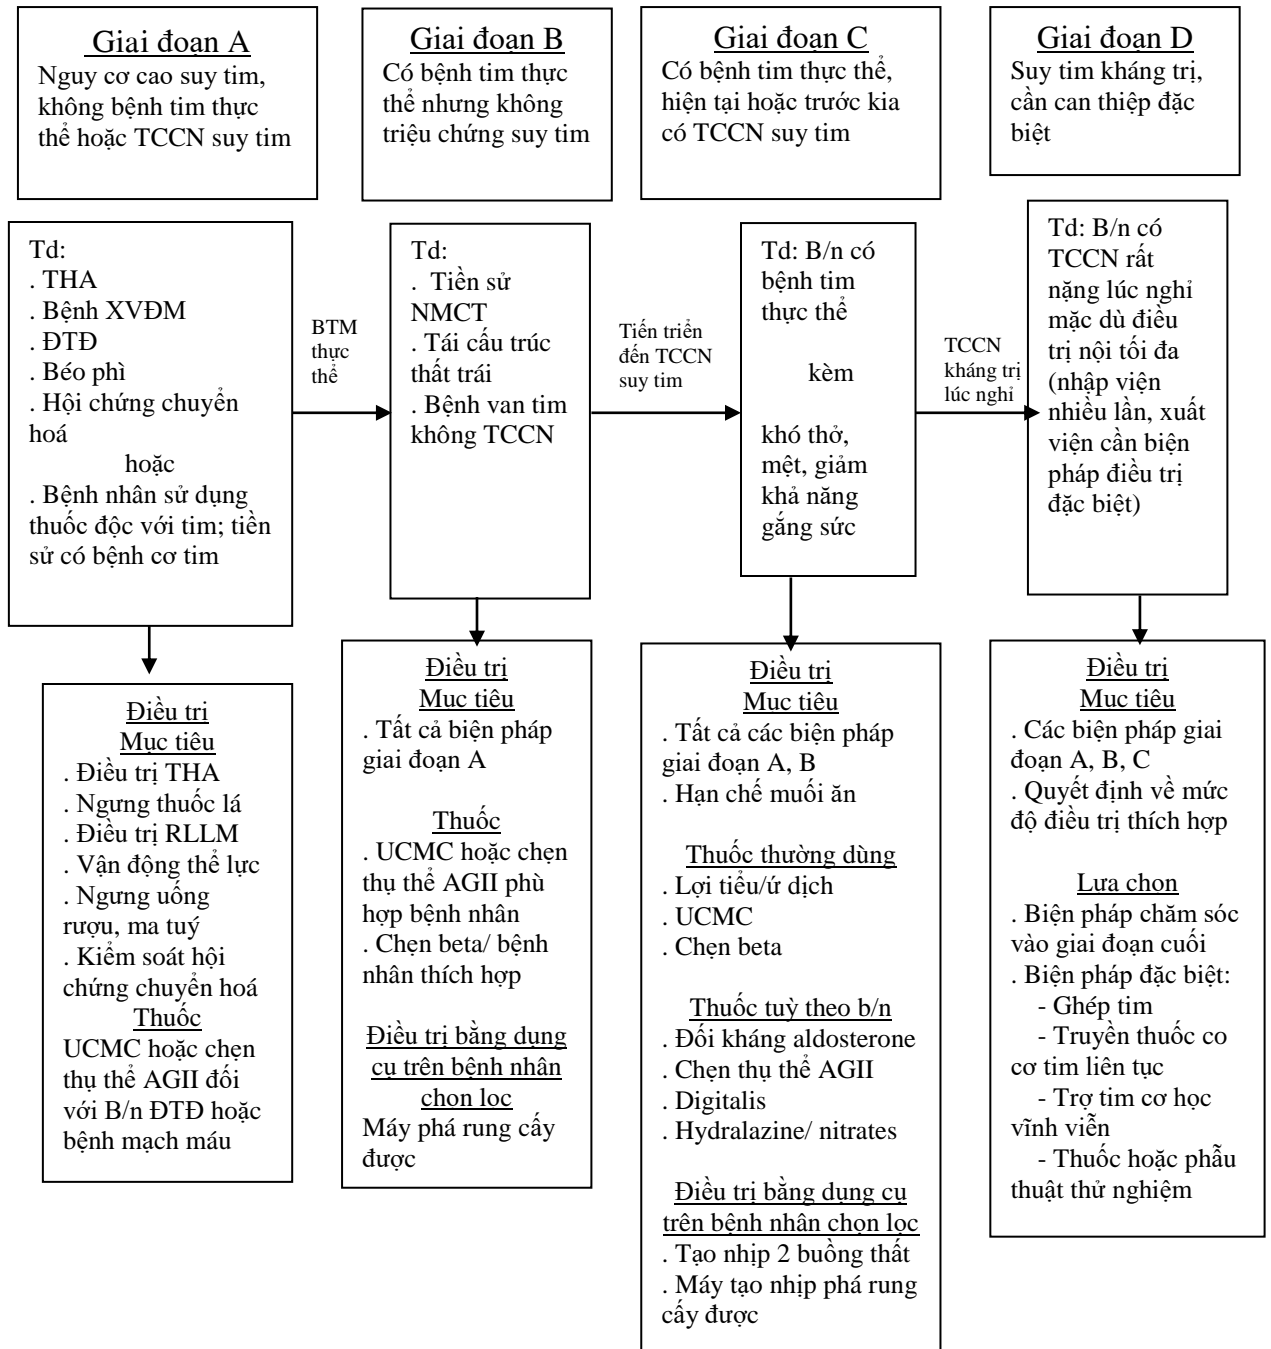 Giai đoạn A
Nguy cơ cao suy tim,
không bệnh tim thực
thể hoặc TCCN suy tim
Giai đoạn B
Có bệnh tim thực
thể nhưng không
triệu chứng suy tim
Giai đoạn C
Có bệnh tim thực thể,
hiện tại hoặc trước kia
có TCCN suy tim
Giai đoạn D
Suy tim kháng trị,
cần can thiệp đặc
biệt
Td:
. THA
. Bệnh XVĐM
. ĐTĐ
. Béo phì
. Hội chứng chuyển
hoá
hoặc
. Bệnh nhân sử dụng
thuốc độc với tim; tiền
sử có bệnh cơ tim
BTM
thực
thể
Td:
. Tiền sử
NMCT
. Tái cấu trúc
thất trái
. Bệnh van tim
không TCCN
Tiến triển
đến TCCN
suy tim
Td: B/n có
bệnh tim
thực thể
kèm
khó thở,
mệt, giảm
khả năng
gắng sức
TCCN
kháng trị
lúc nghỉ
Td: B/n có
TCCN rất
nặng lúc nghỉ
mặc dù điều
trị nội tối đa
(nhập viện
nhiều lần, xuất
viện cần biện
pháp điều trị
đặc biệt)
Điều trị
Mục tiêu
. Điều trị THA
. Ngưng thuốc lá
. Điều trị RLLM
. Vận động thể lực
. Ngưng uống
rượu, ma tuý
. Kiểm soát hội
chứng chuyển hoá
Thuốc
UCMC hoặc chẹn
thụ thể AGII đối
với B/n ĐTĐ hoặc
bệnh mạch máu
Điều trị
Mục tiêu
. Tất cả biện pháp
giai đoạn A
Thuốc
. UCMC hoặc chẹn
thụ thể AGII phù
hợp bệnh nhân
. Chẹn beta/ bệnh
nhân thích hợp
Điều trị bằng dụng
cụ trên bệnh nhân
chọn lọc
Máy phá rung cấy
được
Điều trị
Mục tiêu
. Tất cả các biện pháp
giai đoạn A, B
. Hạn chế muối ăn
Thuốc thường dùng
. Lợi tiểu/ứ dịch
. UCMC
. Chẹn beta
Thuốc tuỳ theo b/n
. Đối kháng aldosterone
. Chẹn thụ thể AGII
. Digitalis
. Hydralazine/ nitrates
Điều trị bằng dụng cụ
trên bệnh nhân chọn lọc
. Tạo nhịp 2 buồng thất
. Máy tạo nhịp phá rung
cấy được
Điều trị
Mục tiêu
. Các biện pháp giai
đoạn A, B, C
. Quyết định về mức
độ điều trị thích hợp
Lựa chọn
. Biện pháp chăm sóc
vào giai đoạn cuối
. Biện pháp đặc biệt:
- Ghép tim
- Truyền thuốc co
cơ tim liên tục
- Trợ tim cơ học
vĩnh viễn
- Thuốc hoặc phẫu
thuật thử nghiệm